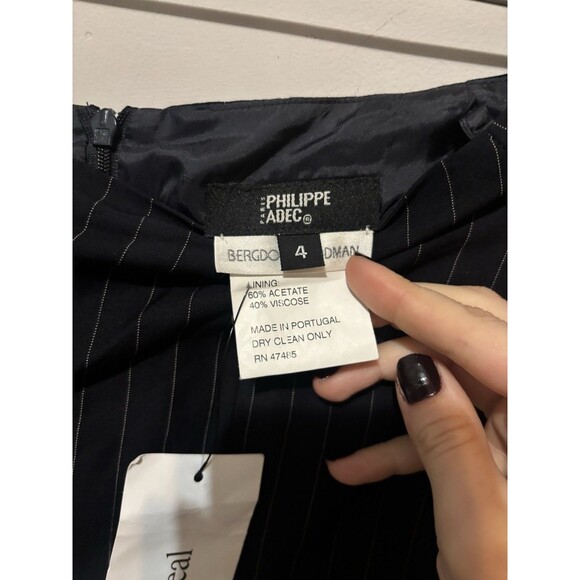 PARIS PHILIPPE
ADEC
BERGDO 4 DMAN
LINING:
60% ACETATE
40% VISCOSE
MADE IN PORTUGAL
DRY CLEAN ONLY
RN 47485
eal